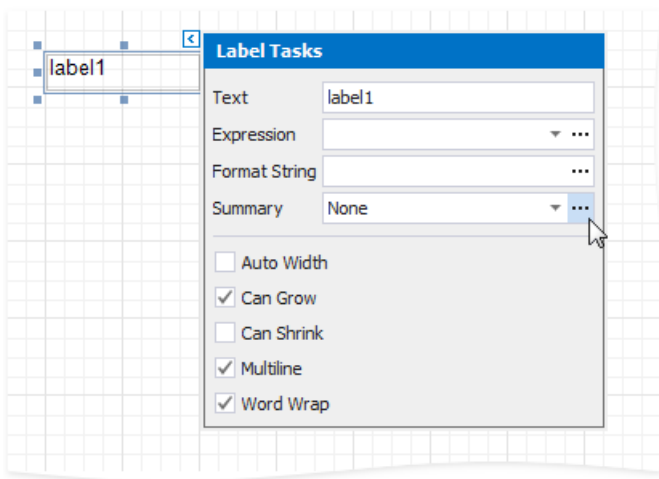 label1
Label Tasks
Text label1
Expression
Format String
Summary None
Auto Width
Can Grow
Can Shrink
Multiline
Word Wrap